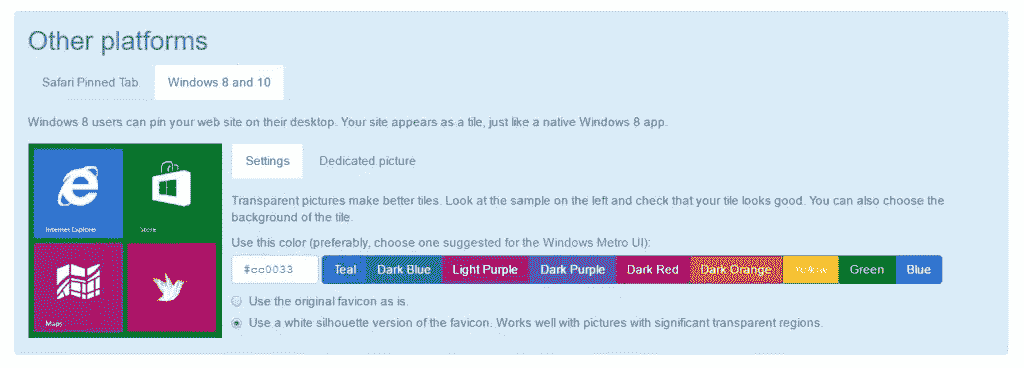 Other platforms
Safari Pinned Tab
Windows 8 and 10
Windows 8 users can pin your web site on their desktop. Your site appears as a tile, just like a native Windows 8 app.
Internet Explorer
Store
Maps
Settings
Dedicated picture
Transparent pictures make better tiles. Look at the sample on the left and check that your tile looks good. You can also choose the
background of the tile.
Use this color (preferably, choose one suggested for the Windows Metro UI):
#cc0033
Teal
Dark Blue
Light Purple
Dark Purple
Dark Red
Dark Orange
Yellow
Green
Blue
Use the original favicon as is.
Use a white silhouette version of the favicon. Works well with pictures with significant transparent regions.